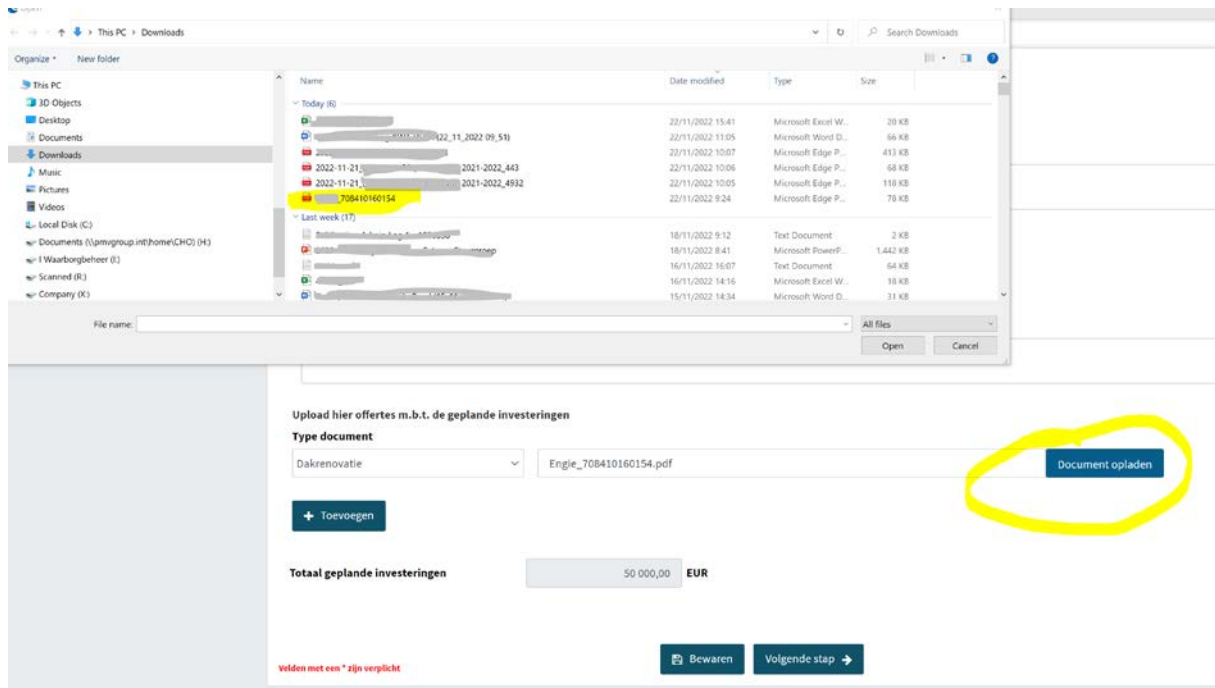 This PC > Downloads
Search Downloads
Organize
New folder
This PC
3D Objects
Desktop
Documents
Downloads
Music
Pictures
Videos
Local Disk (C:)
Documents (\\pmvgroup.int\home\CHO) (H:)
I Waarborgbeheer (I:)
Scanned (R:)
Company (X:)
Name Date modified Type Size
Today (6)
22/11/2022 15:41 Microsoft Excel W... 20 KB
(22_11_2022 09_51) 22/11/2022 11:05 Microsoft Word D... 66 KB
22/11/2022 10:07 Microsoft Edge P... 413 KB
2022-11-21_ 2021-2022_443 22/11/2022 10:06 Microsoft Edge P... 68 KB
2022-11-21_ 2021-2022_4932 22/11/2022 10:05 Microsoft Edge P... 118 KB
_708410160154 22/11/2022 9:24 Microsoft Edge P... 78 KB
Last week (17)
18/11/2022 9:12 Text Document 2 KB
18/11/2022 8:41 Microsoft PowerP... 1.442 KB
16/11/2022 16:07 Text Document 64 KB
16/11/2022 14:16 Microsoft Excel W... 18 KB
15/11/2022 14:34 Microsoft Word D... 31 KB
File name:
All files
Open Cancel
Upload hier offertes m.b.t. de geplande investeringen
Type document
Dakrenovatie Engie_708410160154.pdf Document opladen
+ Toevoegen
Totaal geplande investeringen 50 000,00 EUR
Bewaren Volgende stap
Velden met een * zijn verplicht